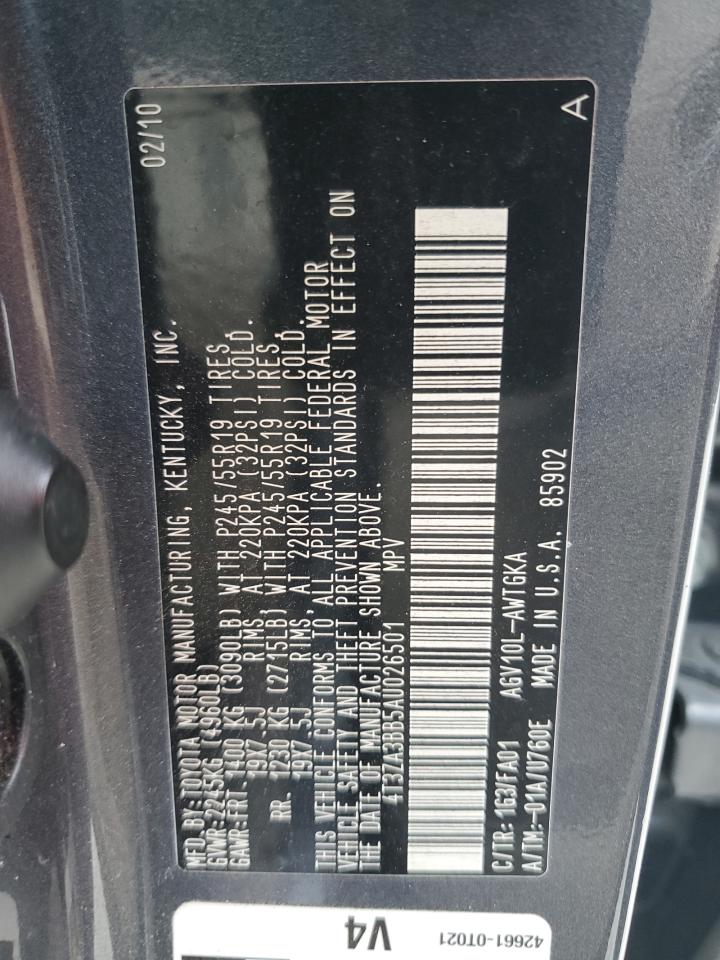 MFD. BY: TOYOTA MOTOR MANUFACTURING, KENTUCKY, INC. 02/10
GVWR: 2245KG (4960LB)
GAWR: FRT. 1400 KG (3090LB) WITH P245/55R19 TIRES,
19X7.5J RIMS, AT 220KPA (32PSI) COLD.
RR. 1230 KG (2715LB) WITH P245/55R19 TIRES,
19X7.5J RIMS, AT 220KPA (32PSI) COLD.
THIS VEHICLE CONFORMS TO ALL APPLICABLE FEDERAL MOTOR
VEHICLE SAFETY AND THEFT PREVENTION STANDARDS IN EFFECT ON
THE DATE OF MANUFACTURE SHOWN ABOVE.
4T3ZA3BB5AU026501 MPV
C/TR: 1G3/FA01 AGV10L-AWTGKA
A/TM: -01A/U760E MADE IN U.S.A. 85902 A
V4
42661-0T021